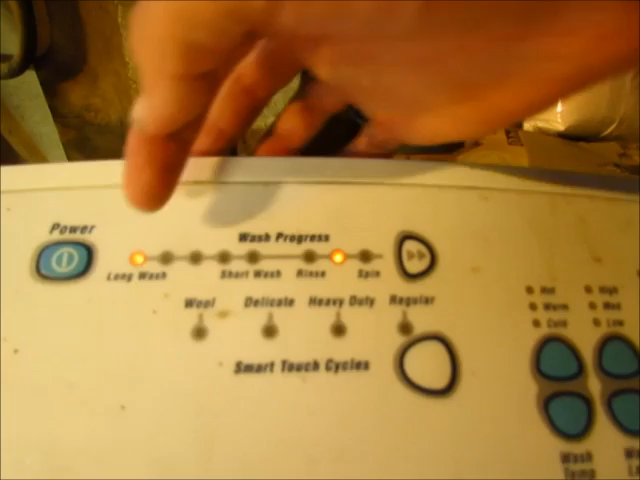 Power
Wash Progress
Long Wash
Short Wash
Rinse
Spin
Wool
Delicate
Heavy Duty
Regular
Smart Touch Cycles
Hot
Warm
Cold
High
Med
Low
Wash
Temp